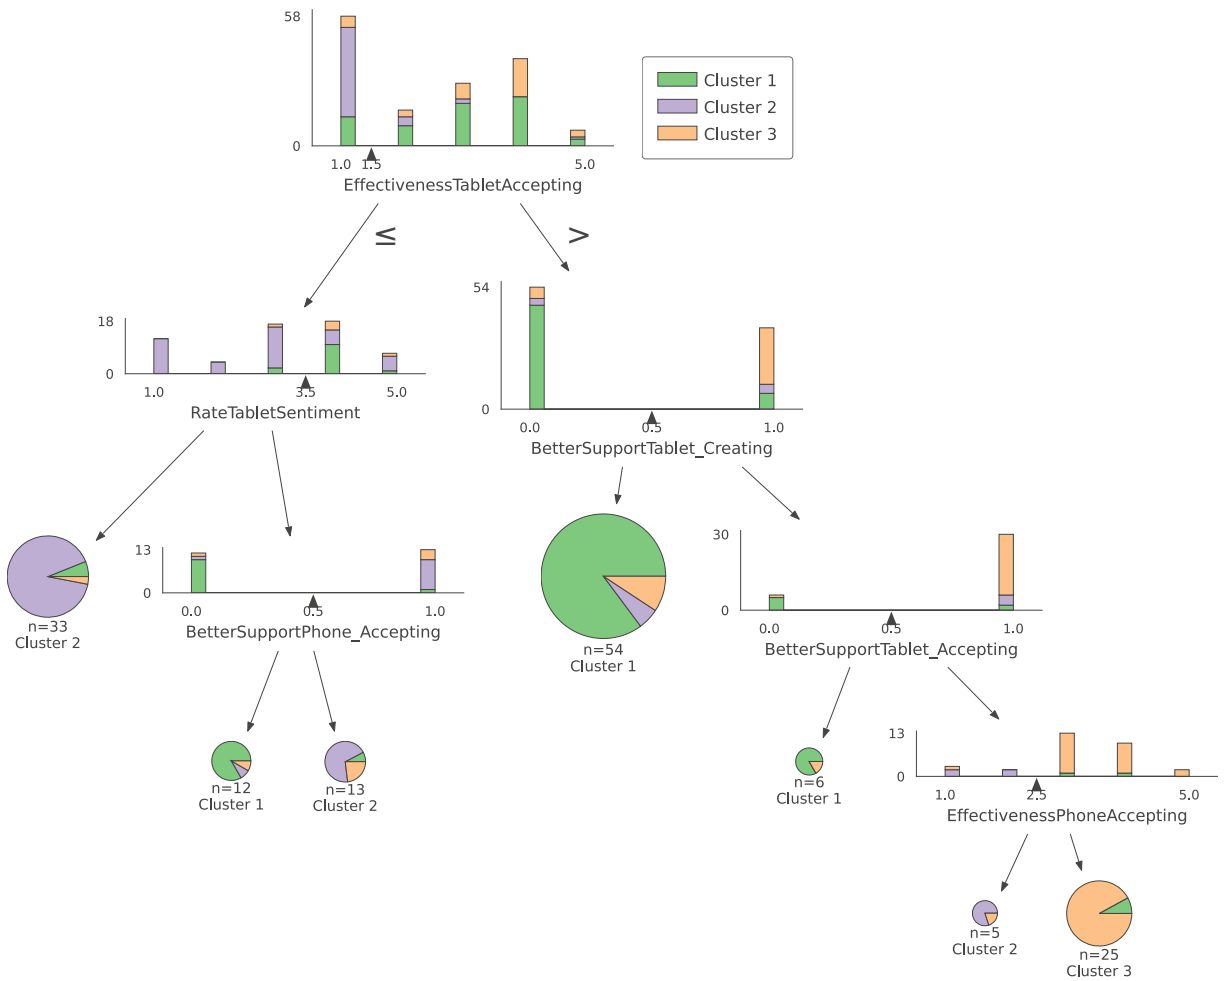 58
0
1.0 1.5 5.0
EffectivenessTabletAccepting
Cluster 1
Cluster 2
Cluster 3
≤ >
18
0
1.0 3.5 5.0
RateTabletSentiment
54
0
0.0 0.5 1.0
BetterSupportTablet_Creating
n=33
Cluster 2
13
0
0.0 0.5 1.0
BetterSupportPhone_Accepting
n=54
Cluster 1
30
0
0.0 0.5 1.0
BetterSupportTablet_Accepting
n=12
Cluster 1
n=13
Cluster 2
n=6
Cluster 1
13
0
1.0 2.5 5.0
EffectivenessPhoneAccepting
n=5
Cluster 2
n=25
Cluster 3